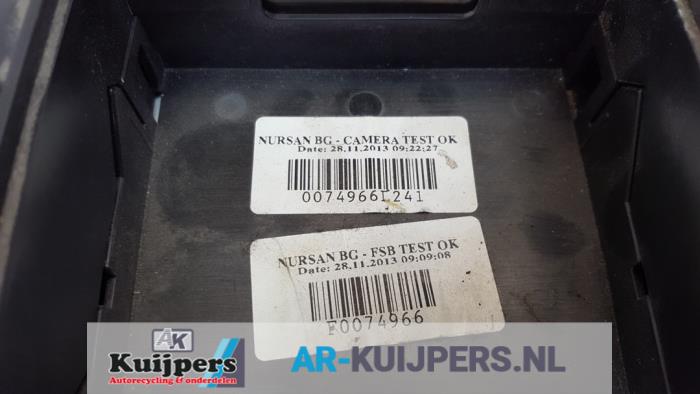 NURSAN BG - CAMERA TEST OK
Date: 28.11.2013 09:22:27
0074966E241
NURSAN BG - FSB TEST OK
Date: 28.11.2013 09:09:08
F0074966
AK
Kuijpers
Autorecycling & onderdelen
AR-KUIJPERS.NL